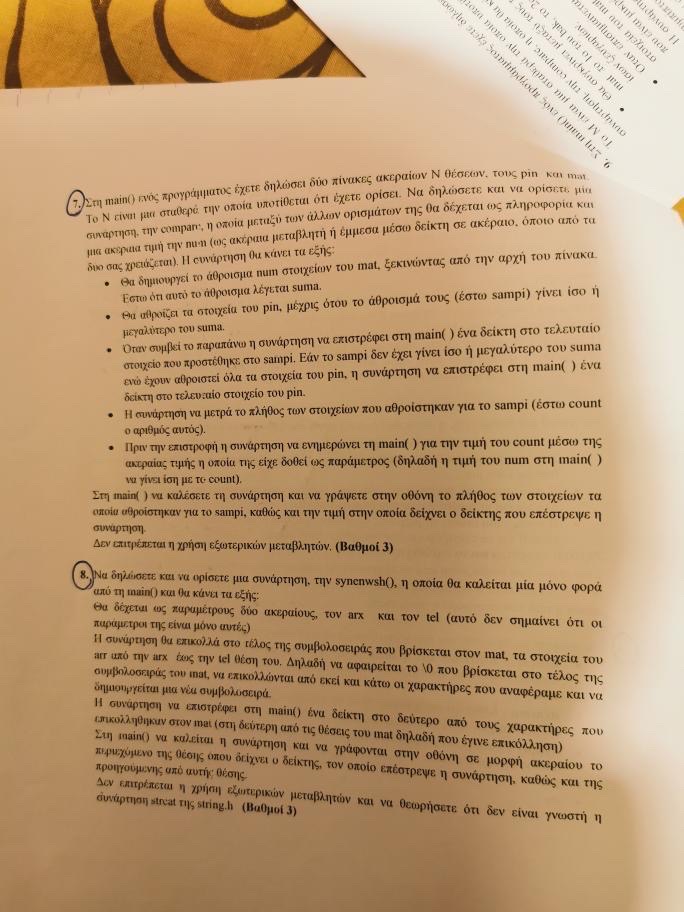 6. Στη main() ενός προγράμματος έχετε δηλώσει
Το Μ είναι μια σταθερά την οποία
συνάρτηση, την compare, η οποία
7. Στη main() ενός προγράμματος έχετε δηλώσει δύο πίνακες ακεραίων Ν θέσεων, τους pin και mat.
Το Ν είναι μια σταθερά την οποία υποτίθεται ότι έχετε ορίσει. Να δηλώσετε και να ορίσετε μία
συνάρτηση, την compare, η οποία μεταξύ των άλλων ορισμάτων της θα δέχεται ως πληροφορία και
μια ακεραια τιμή την num (ως ακέραια μεταβλητή ή έμμεσα μέσω δείκτη σε ακέραιο, όποιο από τα
δυο σας χρειάζεται). Η συνάρτηση θα κάνει τα εξής:
• Θα δημιουργεί το άθροισμα num στοιχείων του mat, ξεκινώντας από την αρχή του πίνακα.
Εστω ότι αυτό το άθροισμα λέγεται suma.
• Θα αθροίζει τα στοιχεία του pin, μέχρις ότου το άθροισμά τους (έστω sampi) γίνει ίσο ή
μεγαλύτερο του suma.
• Όταν συμβεί το παραπάνω η συνάρτηση να επιστρέφει στη main( ) ένα δείκτη στο τελευταίο
στοιχείο που προστέθηκε στο sampi. Εάν το sampi δεν έχει γίνει ίσο ή μεγαλύτερο του suma
ενώ έχουν αθροιστεί όλα τα στοιχεία του pin, η συνάρτηση να επιστρέφει στη main( ) ένα
δείκτη στο τελευταίο στοιχείο του pin.
• Η συνάρτηση να μετρά το πλήθος των στοιχείων που αθροίστηκαν για το sampi (έστω count
ο αριθμός αυτός).
• Πριν την επιστροφή η συνάρτηση να ενημερώνει τη main( ) για την τιμή του count μέσω της
ακεραίας τιμής η οποία της είχε δοθεί ως παράμετρος (δηλαδή η τιμή του num στη main( )
να γίνει ίση με το count).
Στη main( ) να καλέσετε τη συνάρτηση και να γράψετε στην οθόνη το πλήθος των στοιχείων τα
οποία αθροίστηκαν για το sampi, καθώς και την τιμή στην οποία δείχνει ο δείκτης που επέστρεψε η
συνάρτηση.
Δεν επιτρέπεται η χρήση εξωτερικών μεταβλητών. (Βαθμοί 3)
8. Να δηλώσετε και να ορίσετε μια συνάρτηση, την synenwsh(), η οποία θα καλείται μία μόνο φορά
από τη main() και θα κάνει τα εξής:
Θα δέχεται ως παραμέτρους δύο ακεραίους, τον arx και τον tel (αυτό δεν σημαίνει ότι οι
παράμετροι της είναι μόνο αυτές)
Η συνάρτηση θα επικολλά στο τέλος της συμβολοσειράς που βρίσκεται στον mat, τα στοιχεία του
arr από την arx έως την tel θέση του. Δηλαδή να αφαιρείται το \0 που βρίσκεται στο τέλος της
συμβολοσειράς του mat, να επικολλώνται από εκεί και κάτω οι χαρακτήρες που αναφέραμε και να
δημιουργείται μια νέα συμβολοσειρά.
Η συνάρτηση να επιστρέφει στη main() ένα δείκτη στο δεύτερο από τους χαρακτήρες που
επικολλήθηκαν στον mat (στη δεύτερη από τις θέσεις του mat δηλαδή που έγινε επικόλληση)
Στη main() να καλείται η συνάρτηση και να γράφονται στην οθόνη σε μορφή ακεραίου το
περιεχόμενο της θέσης όπου δείχνει ο δείκτης, τον οποίο επέστρεψε η συνάρτηση, καθώς και της
προηγούμενης από αυτής θέσης.
Δεν επιτρέπεται η χρήση εξωτερικών μεταβλητών και να θεωρήσετε ότι δεν είναι γνωστή η
συνάρτηση strcat της string.h (Βαθμοί 3)